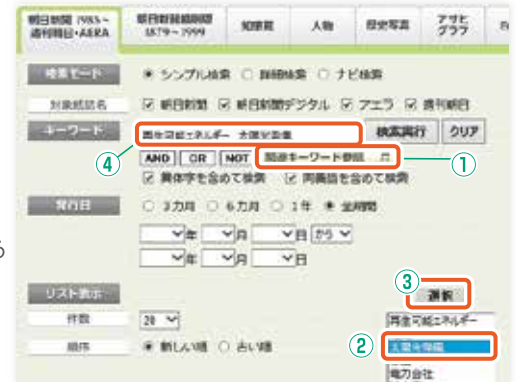 朝日新聞 1985～ 週刊朝日・AERA
朝日新聞縮刷版 1879～1999
知恵蔵
人物
歴史写真
アサヒグラフ
検索モード
シンプル検索 詳細検索 ナビ検索
対象紙誌名
朝日新聞 朝日新聞デジタル アエラ 週刊朝日
キーワード
再生可能エネルギー 太陽光発電
検索実行 クリア
④
AND OR NOT 関連キーワード参照
①
異体字を含めて検索 同義語を含めて検索
発行日
3カ月 6カ月 1年 全期間
年 月 日 から
年 月 日
る
リスト表示
③
選択
件数
20
再生可能エネルギー
②
順序
新しい順 古い順
電力会社